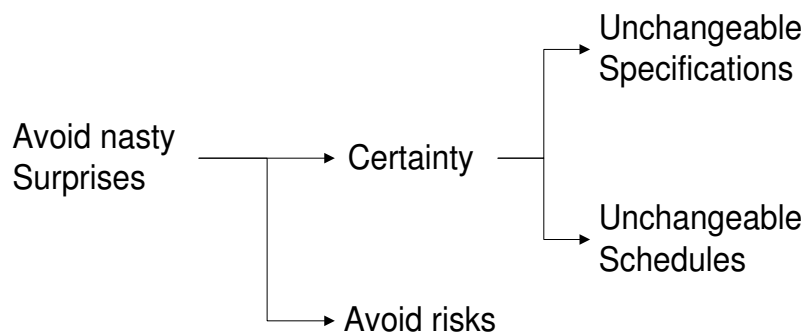 Avoid nasty
Surprises
Certainty
Avoid risks
Unchangeable
Specifications
Unchangeable
Schedules